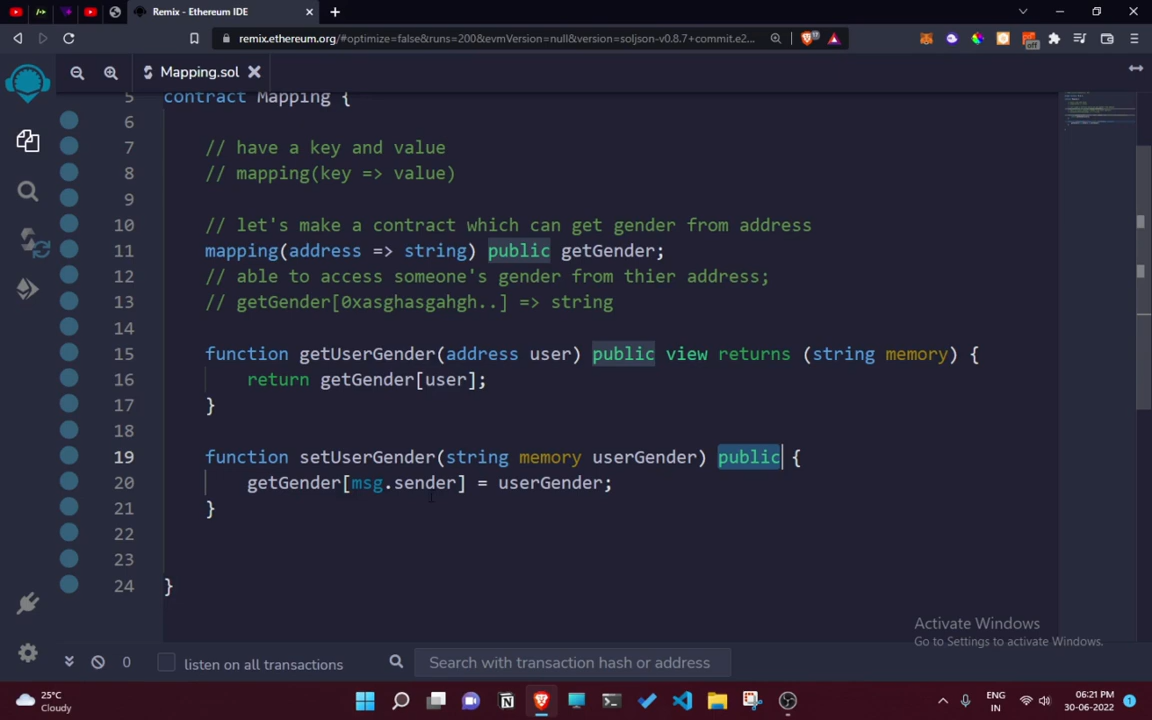 Remix - Ethereum IDE
remix.ethereum.org/#optimize=false&runs=200&evmVersion=null&version=soljson-v0.8.7+commit.e2...
Mapping.sol
5 contract Mapping {
6
7 // have a key and value
8 // mapping(key => value)
9
10 // let's make a contract which can get gender from address
11 mapping(address => string) public getGender;
12 // able to access someone's gender from thier address;
13 // getGender[0xasghasgahgh..] => string
14
15 function getUserGender(address user) public view returns (string memory) {
16 return getGender[user];
17 }
18
19 function setUserGender(string memory userGender) public {
20 getGender[msg.sender] = userGender;
21 }
22
23
24 }
Activate Windows
Go to Settings to activate Windows.
0 listen on all transactions Search with transaction hash or address
25°C
Cloudy
ENG
IN
06:21 PM
30-06-2022
1